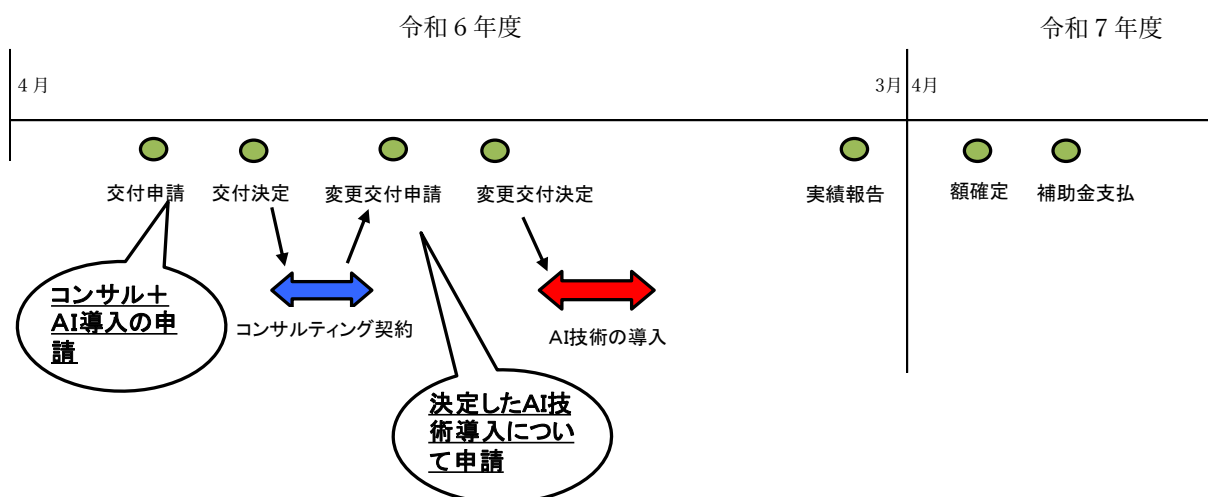 令和６年度
令和７年度
４月
3月
4月
交付申請
交付決定
変更交付申請
変更交付決定
実績報告
額確定
補助金支払
コンサル＋
AI導入の申
請
コンサルティング契約
AI技術の導入
決定したAI技
術導入につい
て申請